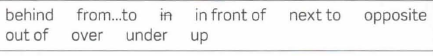 behind from...to in in front of next to opposite
out of over under up